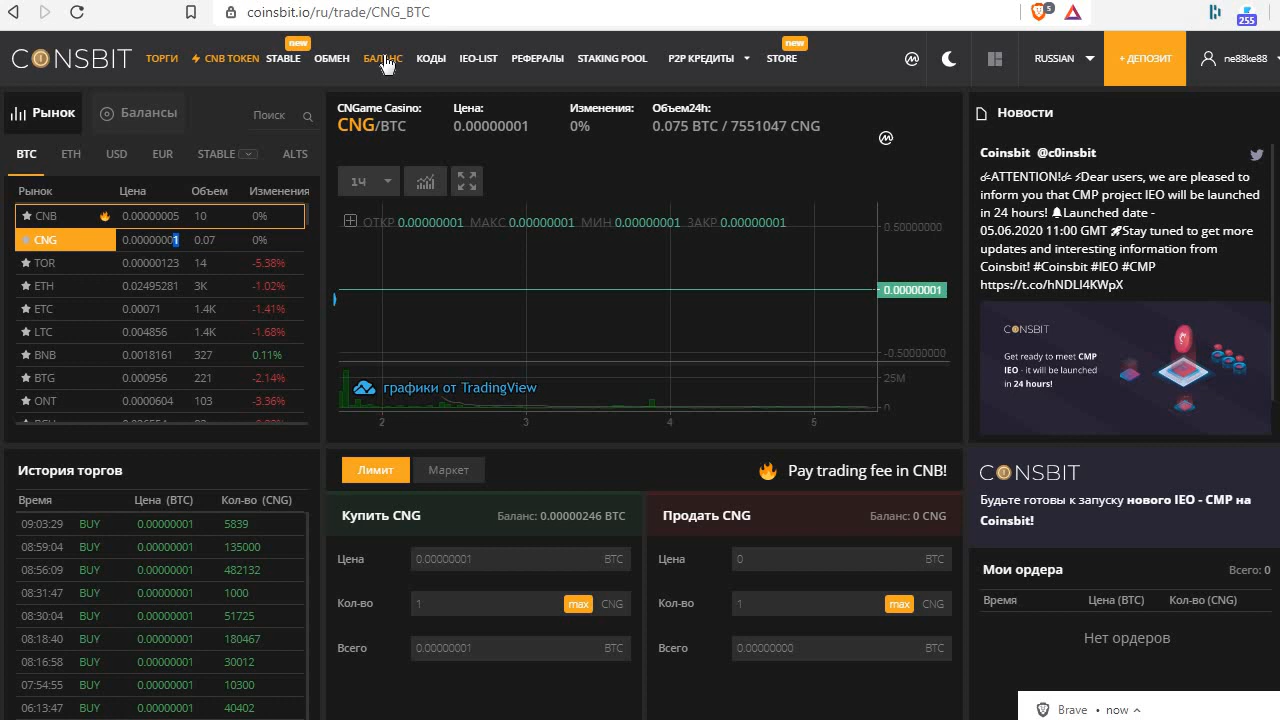 coinsbit.io/ru/trade/CNG_BTC
5
255
C NSBIT
ТОРГИ
CNB TOKEN
new
STABLE
ОБМЕН
БАЛАНС
КОДЫ
IEO-LIST
РЕФЕРАЛЫ
STAKING POOL
P2P КРЕДИТЫ
new
STORE
RUSSIAN
+ ДЕПОЗИТ
ne88ke88
Рынок
Балансы
Поиск
BTC ETH USD EUR STABLE ALTS
Рынок Цена Объем Изменения
CNB 0.00000005 10 0%
CNG 0.00000001 0.07 0%
TOR 0.00000123 14 -5.38%
ETH 0.02495281 3K -1.02%
ETC 0.00071 1.4K -1.41%
LTC 0.004856 1.4K -1.68%
BNB 0.0018161 327 0.11%
BTG 0.000956 221 -2.14%
ONT 0.0000604 103 -3.36%
CNGame Casino: Цена: Изменения: Объем24h:
CNG/BTC 0.00000001 0% 0.075 BTC / 7551047 CNG
1Ч
ОТКР 0.00000001 МАКС 0.00000001 МИН 0.00000001 ЗАКР 0.00000001
0.50000000
0.00000001
-0.50000000
25M
графики от TradingView
n
2 3 4 5
Новости
Coinsbit @c0insbit
ATTENTION! Dear users, we are pleased to
inform you that CMP project IEO will be launched
in 24 hours! Launched date -
05.06.2020 11:00 GMT Stay tuned to get more
updates and interesting information from
Coinsbit! #Coinsbit #IEO #CMP
https://t.co/hNDLI4KWpX
C NSBIT
Get ready to meet CMP
IEO - it will be launched
in 24 hours!
История торгов
Время Цена (BTC) Кол-во (CNG)
09:03:29 BUY 0.00000001 5839
08:59:04 BUY 0.00000001 135000
08:56:09 BUY 0.00000001 482132
08:31:47 BUY 0.00000001 1000
08:30:04 BUY 0.00000001 51725
08:18:40 BUY 0.00000001 180467
08:16:58 BUY 0.00000001 30012
07:54:55 BUY 0.00000001 10300
06:13:47 BUY 0.00000001 40402
Лимит Маркет
Pay trading fee in CNB!
Купить CNG Баланс: 0.00000246 BTC
Цена 0.00000001 BTC
Кол-во 1 max CNG
Всего 0.00000001 BTC
Продать CNG Баланс: 0 CNG
Цена 0 BTC
Кол-во 1 max CNG
Всего 0.00000000 BTC
C NSBIT
Будьте готовы к запуску нового IEO - CMP на
Coinsbit!
Мои ордера Всего: 0
Время Цена (BTC) Кол-во (CNG)
Нет ордеров
Brave • now